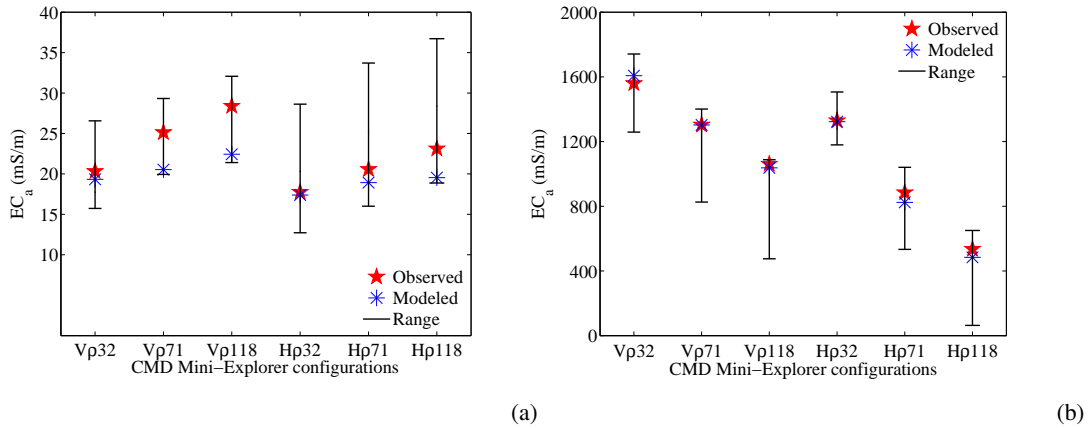 40
35
30
25
20
15
10
EC_a (mS/m)
Observed
Modeled
Range
Vρ32 Vρ71 Vρ118 Hρ32 Hρ71 Hρ118
CMD Mini−Explorer configurations
(a)
2000
1600
1200
800
400
0
EC_a (mS/m)
Observed
Modeled
Range
Vρ32 Vρ71 Vρ118 Hρ32 Hρ71 Hρ118
CMD Mini−Explorer configurations
(b)